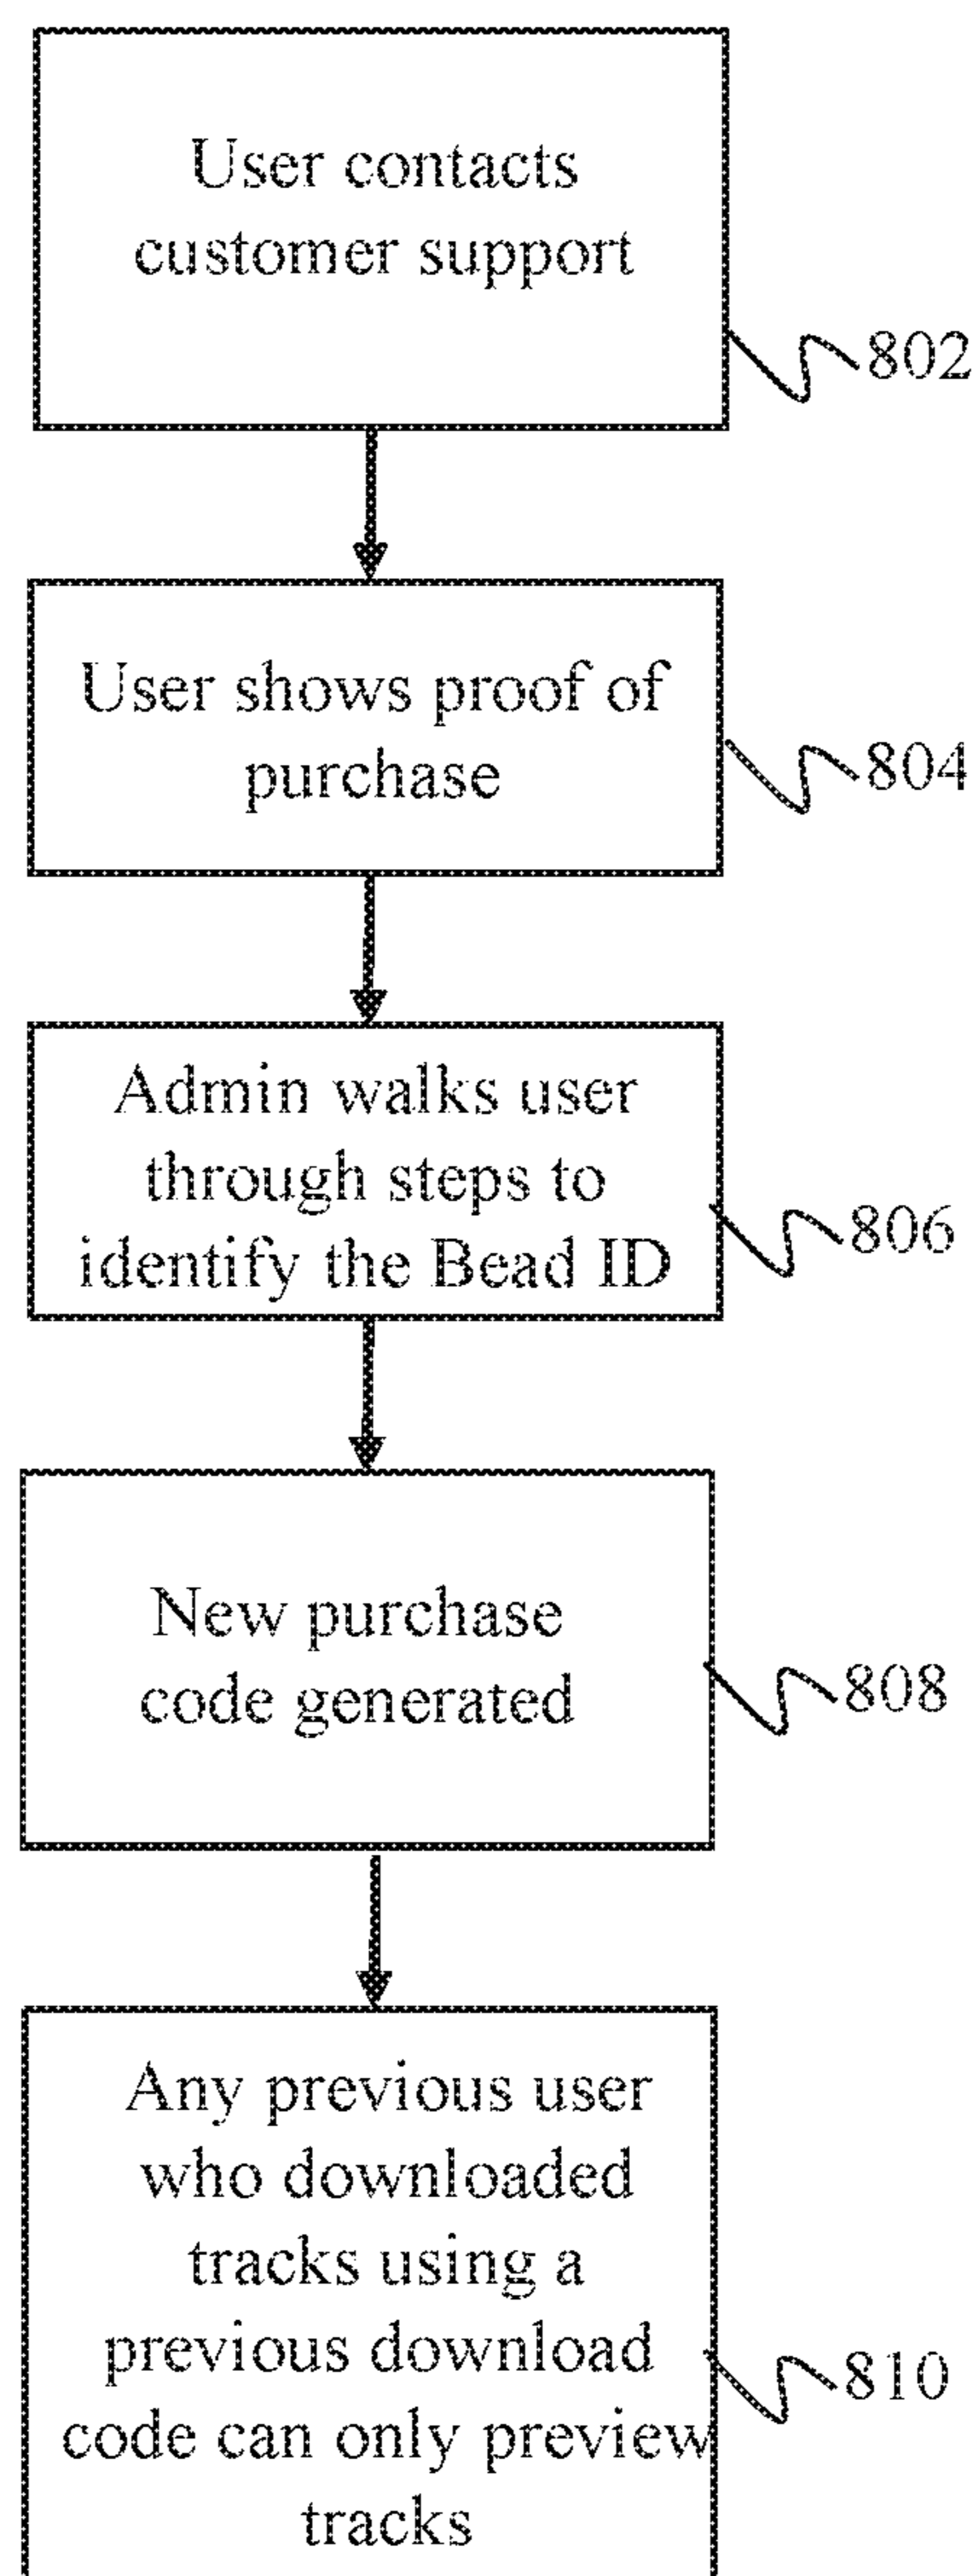 User contacts
customer support
802
User shows proof of
purchase
804
Admin walks user
through steps to
identify the Bead ID
806
New purchase
code generated
808
Any previous user
who downloaded
tracks using a
previous download
code can only preview
tracks
810